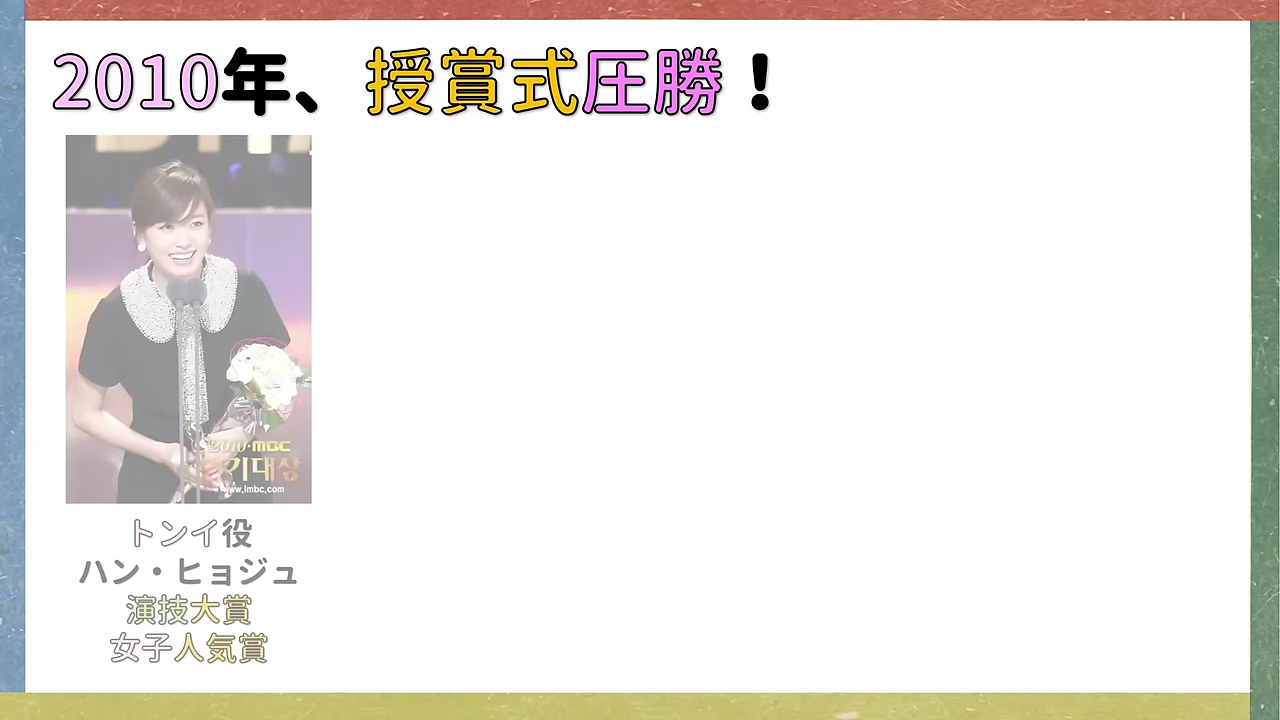 2010年、授賞式圧勝！
2010·MBC
기대상
www.imbc.com
トンイ役
ハン・ヒョジュ
演技大賞
女子人気賞